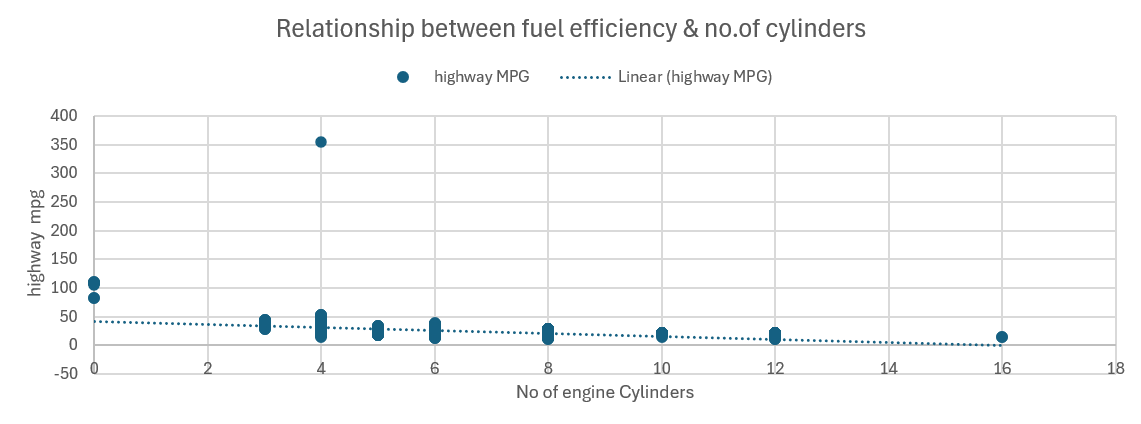 Relationship between fuel efficiency & no.of cylinders
highway MPG
Linear (highway MPG)
400
350
300
250
200
150
100
50
0
-50
highway mpg
0 2 4 6 8 10 12 14 16 18
No of engine Cylinders